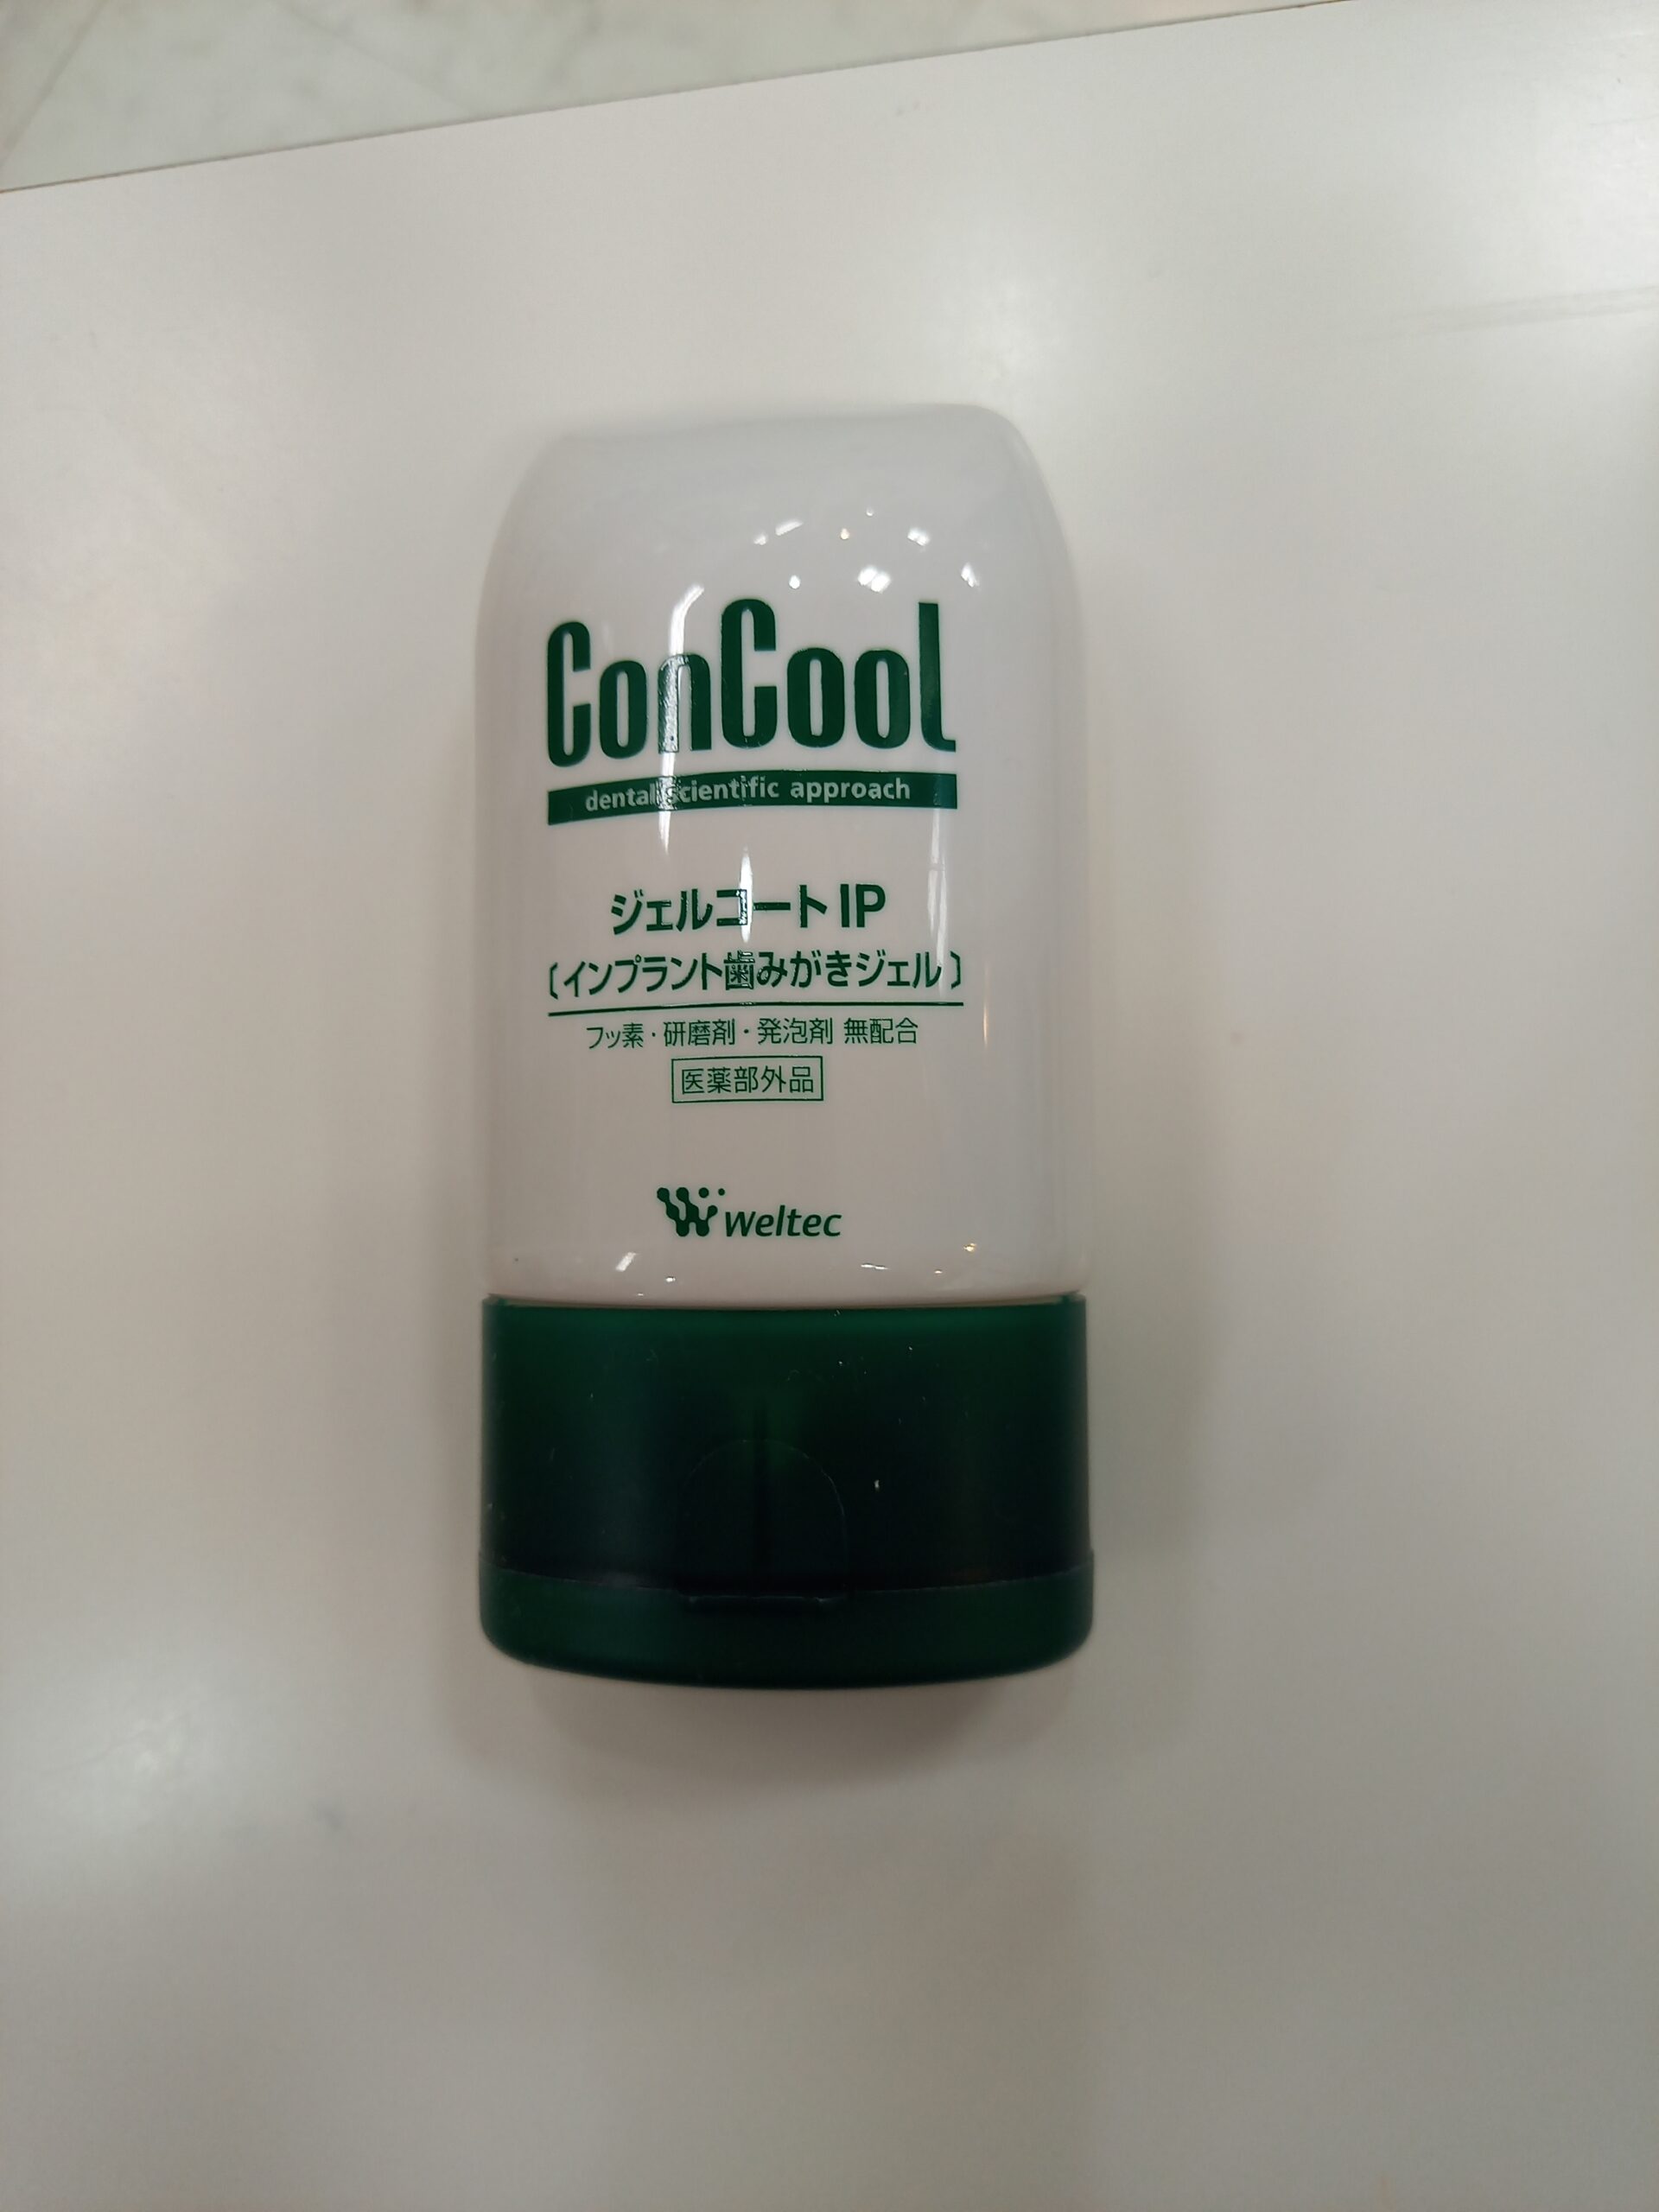 ConCool
dental scientific approach
ジェルコートIP
〔インプラント歯みがきジェル〕
フッ素・研磨剤・発泡剤 無配合
医薬部外品
weltec